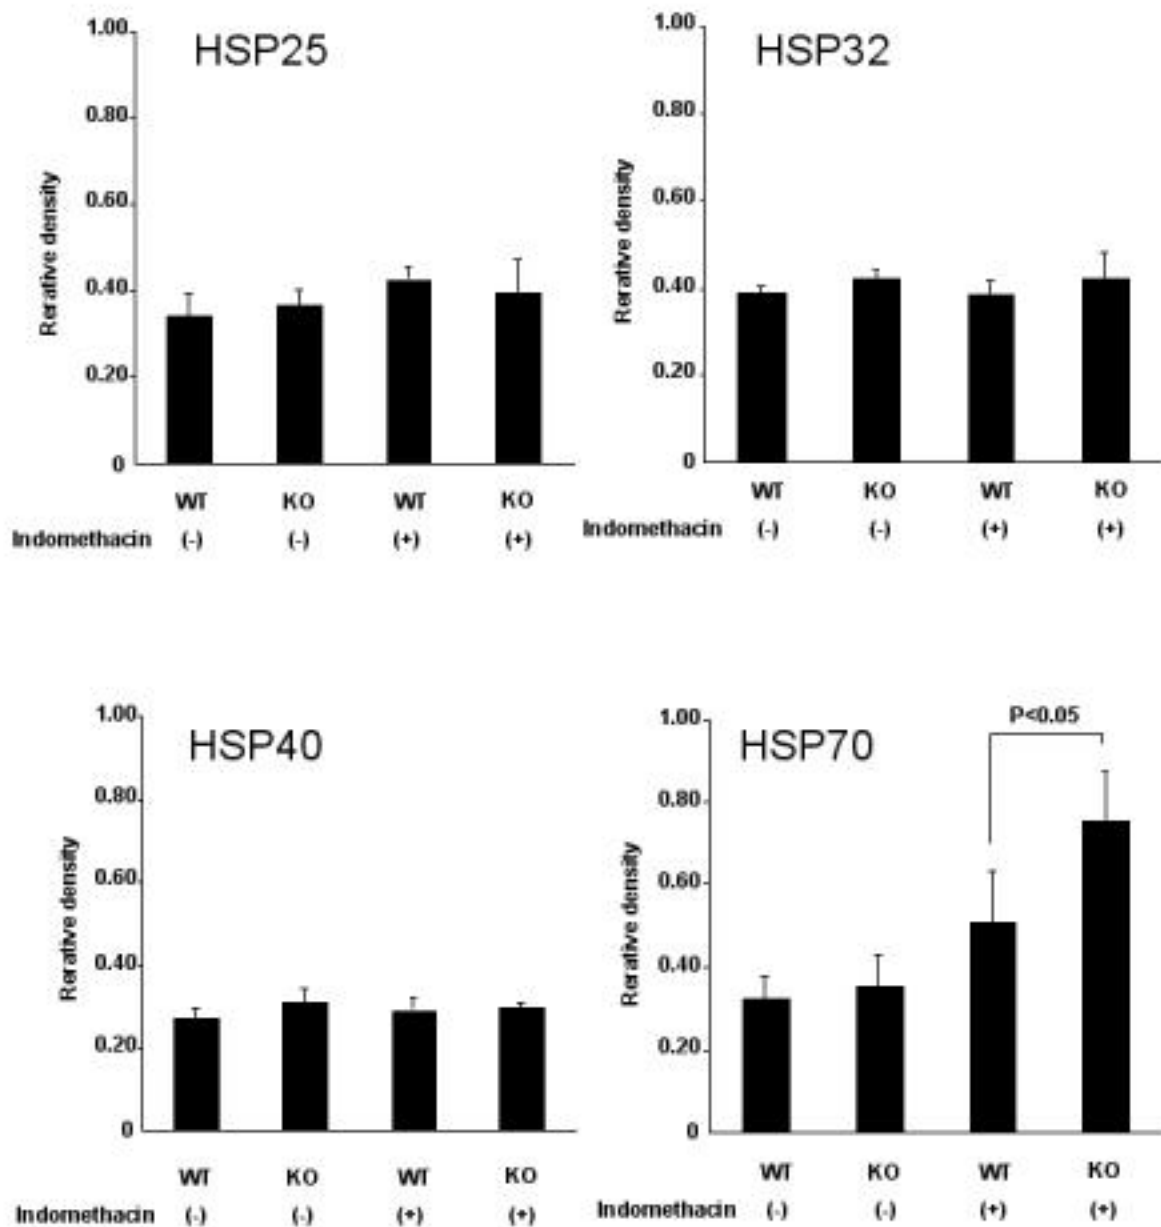 HSP25
1.00
0.80
0.60
0.40
0.20
0
Rerative density
WT KO WT KO
Indomethacin (-) (-) (+) (+)
HSP32
1.00
0.80
0.60
0.40
0.20
0
Rerative density
WT KO WT KO
Indomethacin (-) (-) (+) (+)
HSP40
1.00
0.80
0.60
0.40
0.20
0
Rerative density
WT KO WT KO
Indomethacin (-) (-) (+) (+)
HSP70
P<0.05
1.00
0.80
0.60
0.40
0.20
0
Rerative density
WT KO WT KO
Indomethacin (-) (-) (+) (+)